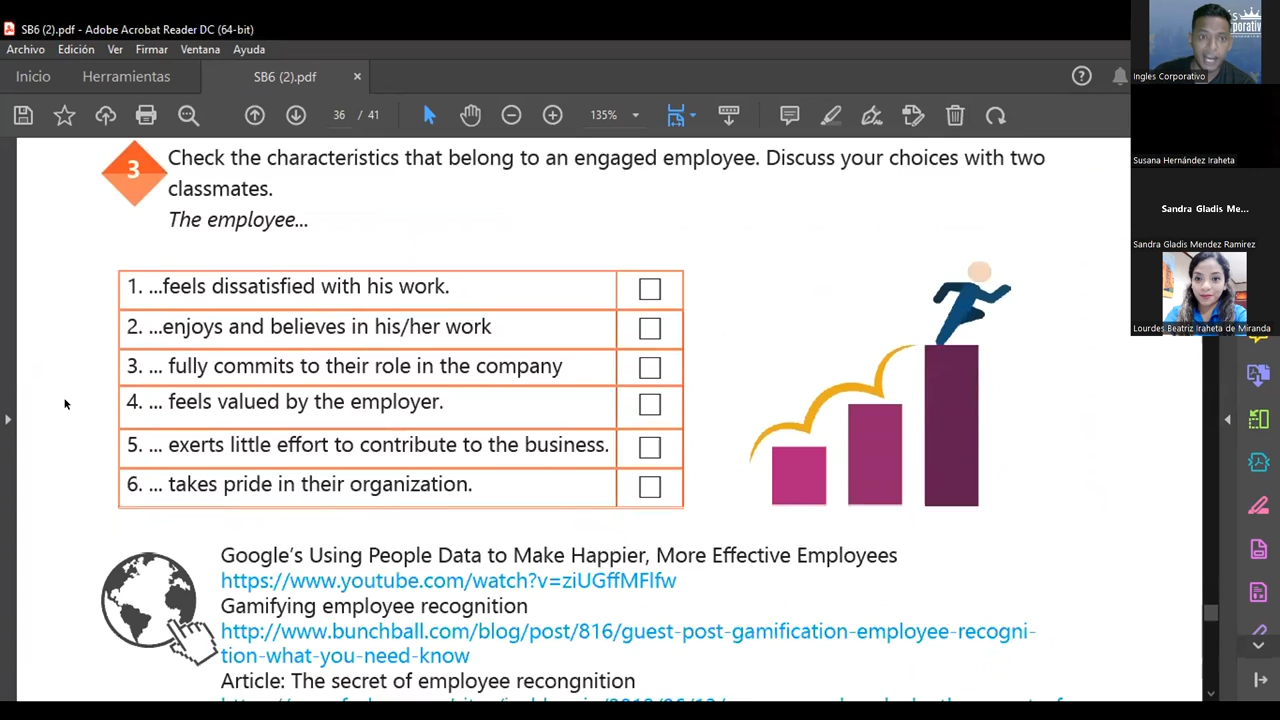 SB6 (2).pdf - Adobe Acrobat Reader DC (64-bit)
Archivo Edición Ver Firmar Ventana Ayuda
Inicio Herramientas SB6 (2).pdf ×
36 / 41 135%
3
Check the characteristics that belong to an engaged employee. Discuss your choices with two
classmates.
The employee...
1. ...feels dissatisfied with his work.
2. ...enjoys and believes in his/her work
3. ... fully commits to their role in the company
4. ... feels valued by the employer.
5. ... exerts little effort to contribute to the business.
6. ... takes pride in their organization.
Google's Using People Data to Make Happier, More Effective Employees
https://www.youtube.com/watch?v=ziUGffMFlfw
Gamifying employee recognition
http://www.bunchball.com/blog/post/816/guest-post-gamification-employee-recogni-
tion-what-you-need-know
Article: The secret of employee recongnition
Ingles Corporativo
Susana Hernández Iraheta
Sandra Gladis Me...
Sandra Gladis Mendez Ramirez
Lourdes Beatriz Iraheta de Miranda